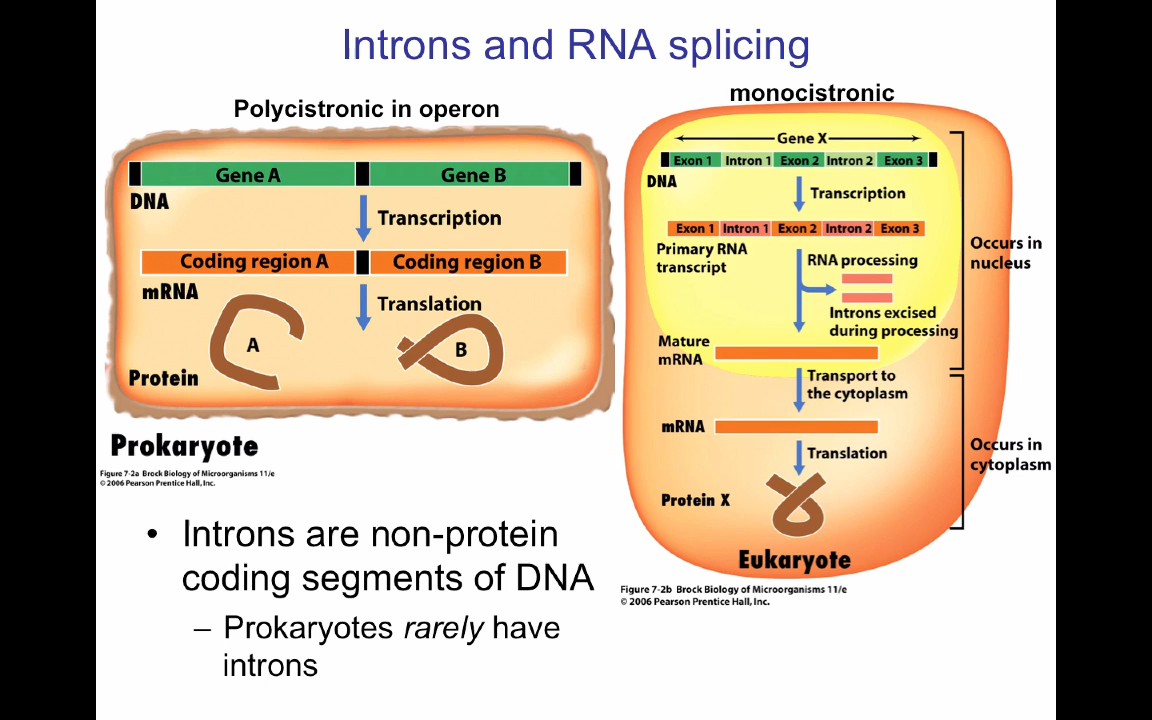 Introns and RNA splicing
Polycistronic in operon
Gene A
Gene B
DNA
Transcription
Coding region A
Coding region B
mRNA
Translation
A
B
Protein
Prokaryote
Figure 7-2a Brock Biology of Microorganisms 11/e
© 2006 Pearson Prentice Hall, Inc.
• Introns are non-protein
coding segments of DNA
– Prokaryotes rarely have
introns
monocistronic
Gene X
Exon 1 Intron 1 Exon 2 Intron 2 Exon 3
DNA
Transcription
Exon 1 Intron 1 Exon 2 Intron 2 Exon 3
Primary RNA
transcript
RNA processing
Introns excised
during processing
Mature
mRNA
Occurs in
nucleus
Transport to
the cytoplasm
mRNA
Translation
Occurs in
cytoplasm
Protein X
Eukaryote
Figure 7-2b Brock Biology of Microorganisms 11/e
© 2006 Pearson Prentice Hall, Inc.